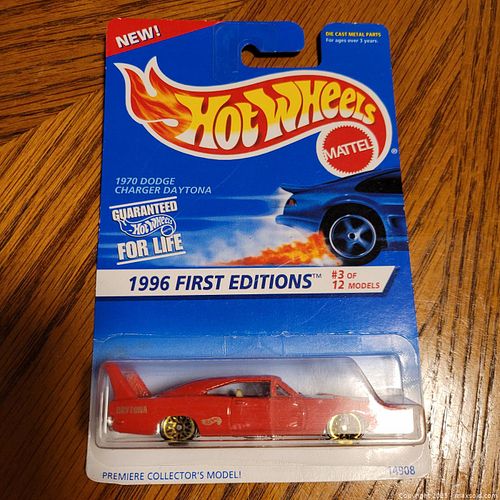 NEW!
DIE CAST METAL PARTS
For ages over 3 years.
HOT WHEELS
®
MATTEL
1970 DODGE
CHARGER DAYTONA
GUARANTEED
Hot Wheels
FOR LIFE
1996 FIRST EDITIONS™
#3 OF
12 MODELS
DAYTONA
PREMIERE COLLECTOR'S MODEL!
14908